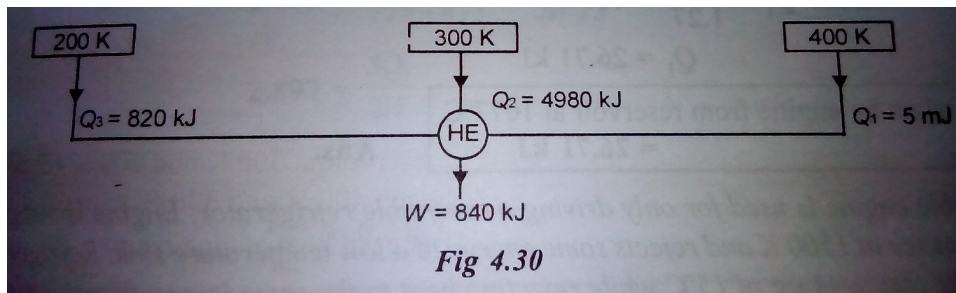 200 K
300 K
400 K
Q3 = 820 kJ
Q2 = 4980 kJ
Q1 = 5 mJ
HE
W = 840 kJ
Fig 4.30